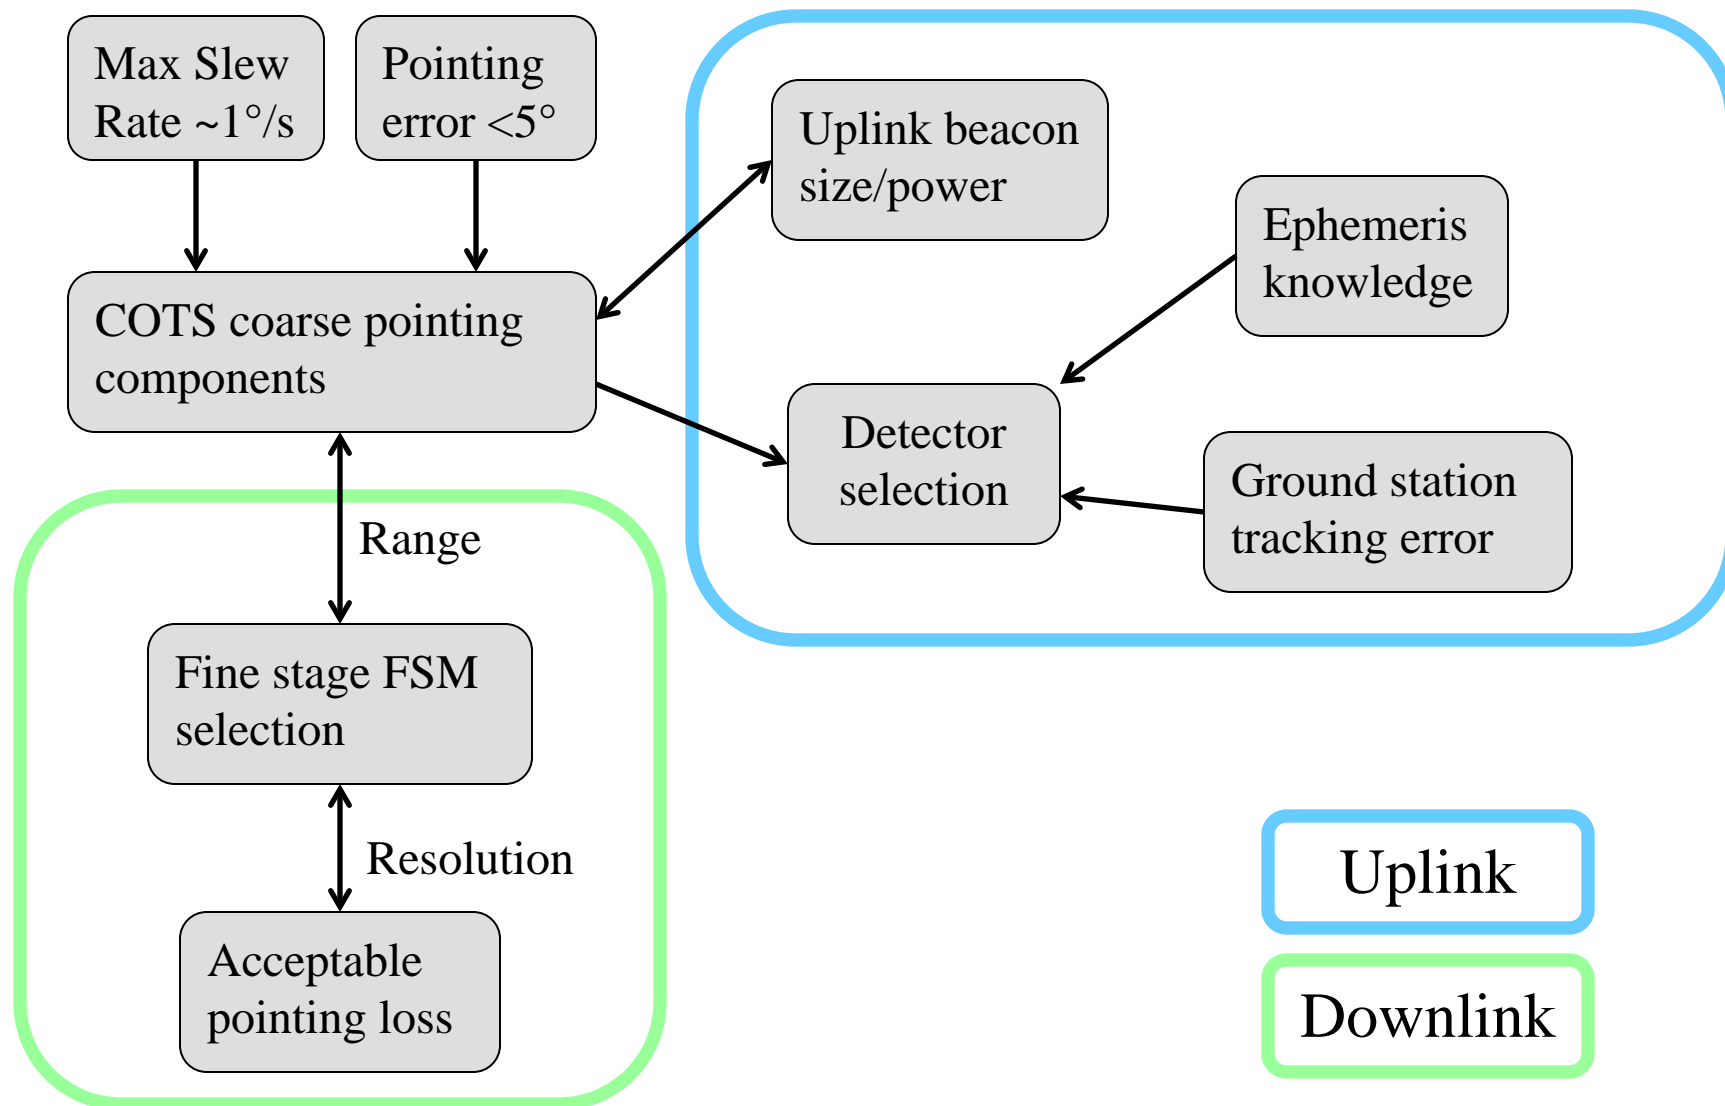 Max Slew
Rate ~1°/s
Pointing
error <5°
Uplink beacon
size/power
Ephemeris
knowledge
COTS coarse pointing
components
Detector
selection
Ground station
tracking error
Range
Fine stage FSM
selection
Resolution
Acceptable
pointing loss
Uplink
Downlink